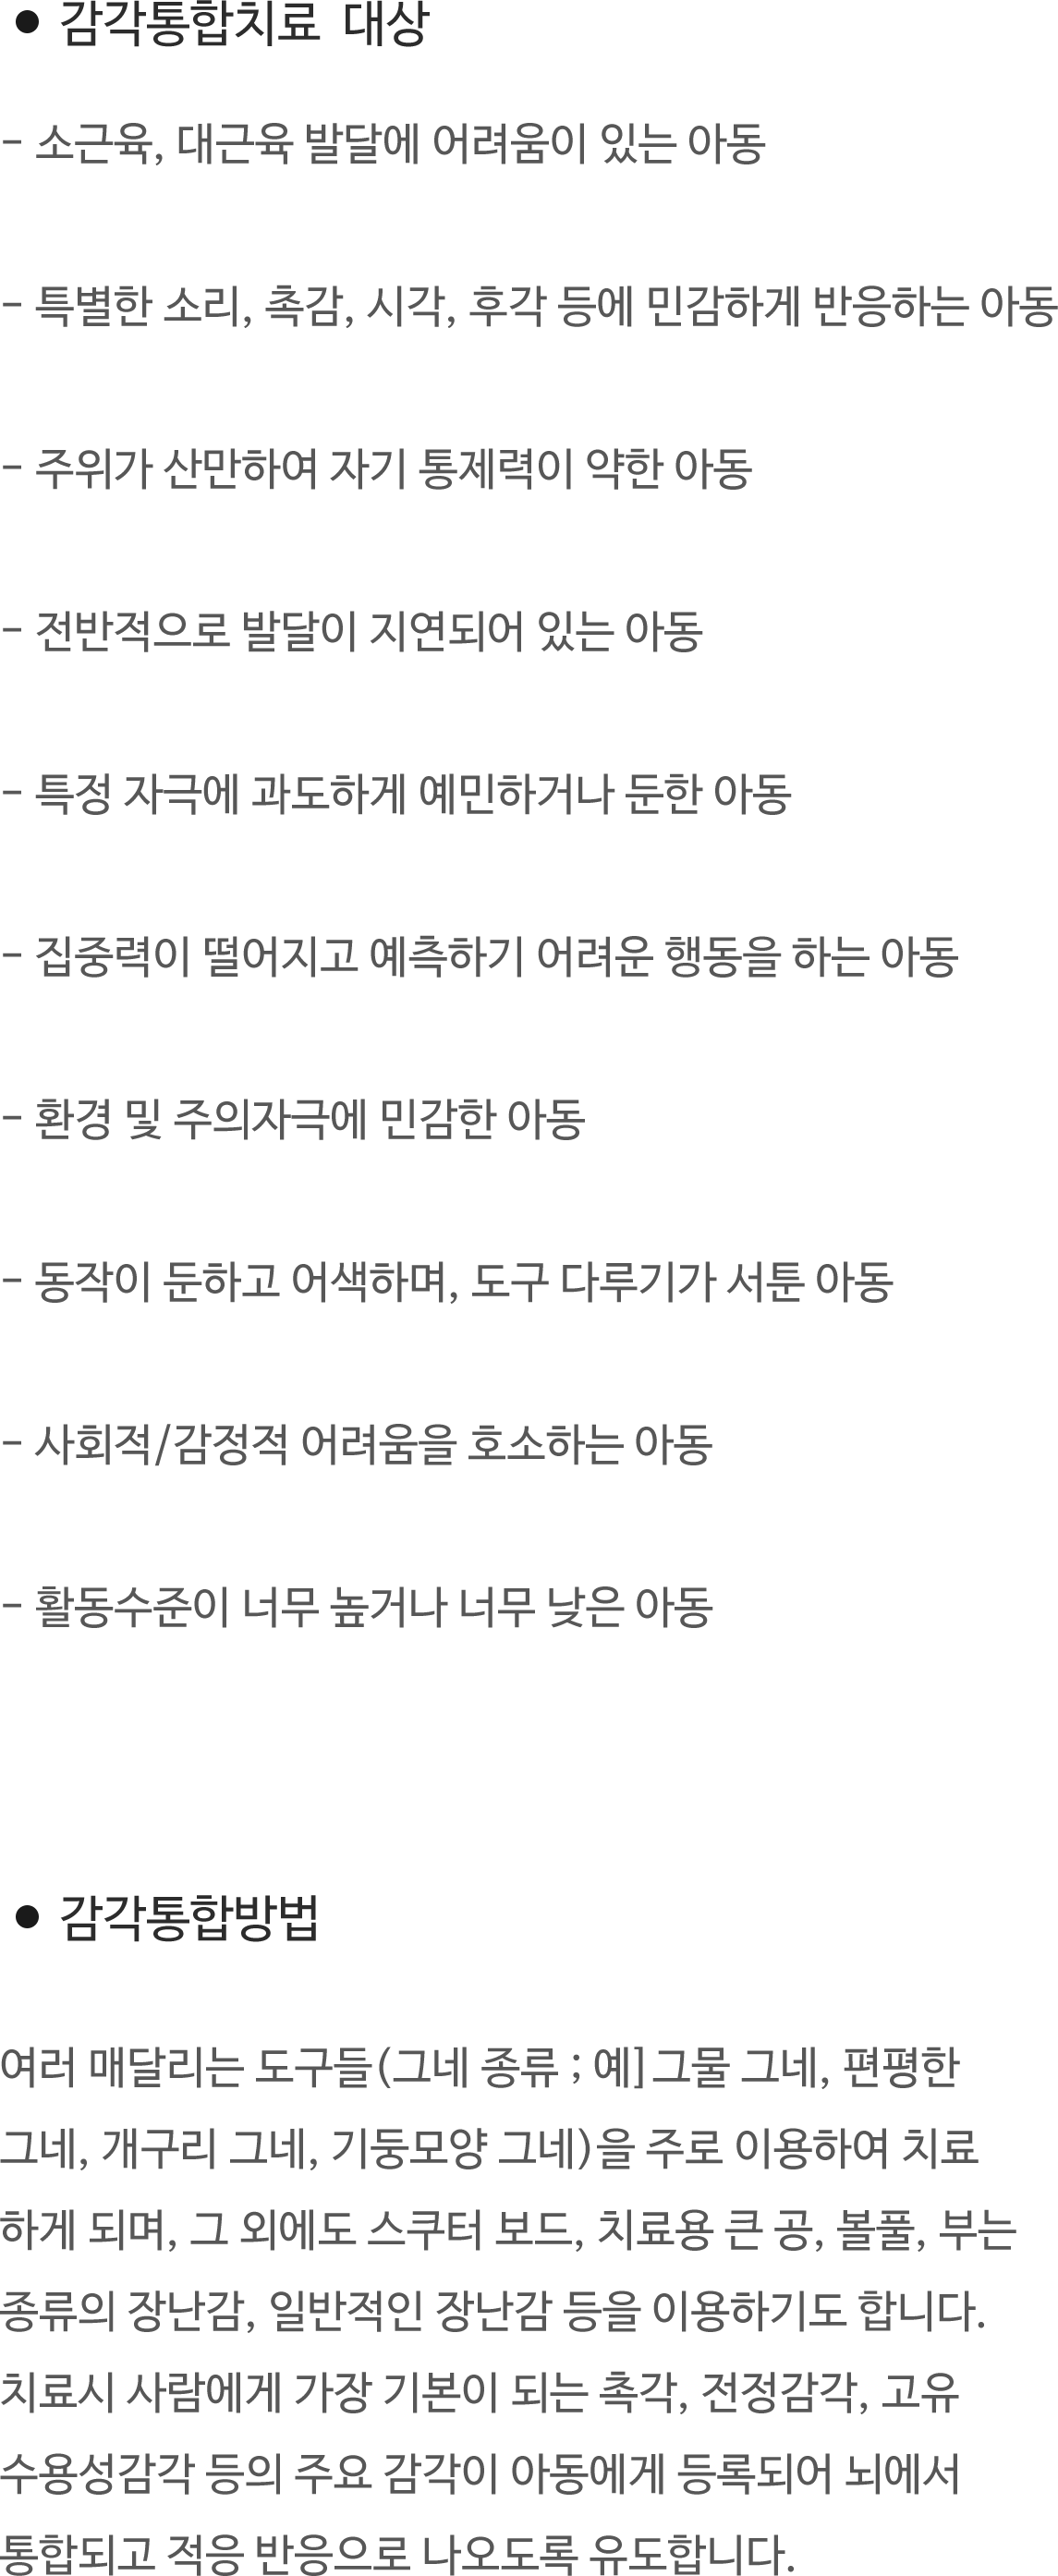 ● 감각통합치료 대상
- 소근육, 대근육 발달에 어려움이 있는 아동
- 특별한 소리, 촉감, 시각, 후각 등에 민감하게 반응하는 아동
- 주위가 산만하여 자기 통제력이 약한 아동
- 전반적으로 발달이 지연되어 있는 아동
- 특정 자극에 과도하게 예민하거나 둔한 아동
- 집중력이 떨어지고 예측하기 어려운 행동을 하는 아동
- 환경 및 주의자극에 민감한 아동
- 동작이 둔하고 어색하며, 도구 다루기가 서툰 아동
- 사회적/감정적 어려움을 호소하는 아동
- 활동수준이 너무 높거나 너무 낮은 아동
● 감각통합방법
여러 매달리는 도구들(그네 종류 ; 예]그물 그네, 편평한
그네, 개구리 그네, 기둥모양 그네)을 주로 이용하여 치료
하게 되며, 그 외에도 스쿠터 보드, 치료용 큰 공, 볼풀, 부는
종류의 장난감, 일반적인 장난감 등을 이용하기도 합니다.
치료시 사람에게 가장 기본이 되는 촉각, 전정감각, 고유
수용성감각 등의 주요 감각이 아동에게 등록되어 뇌에서
통합되고 적응 반응으로 나오도록 유도합니다.